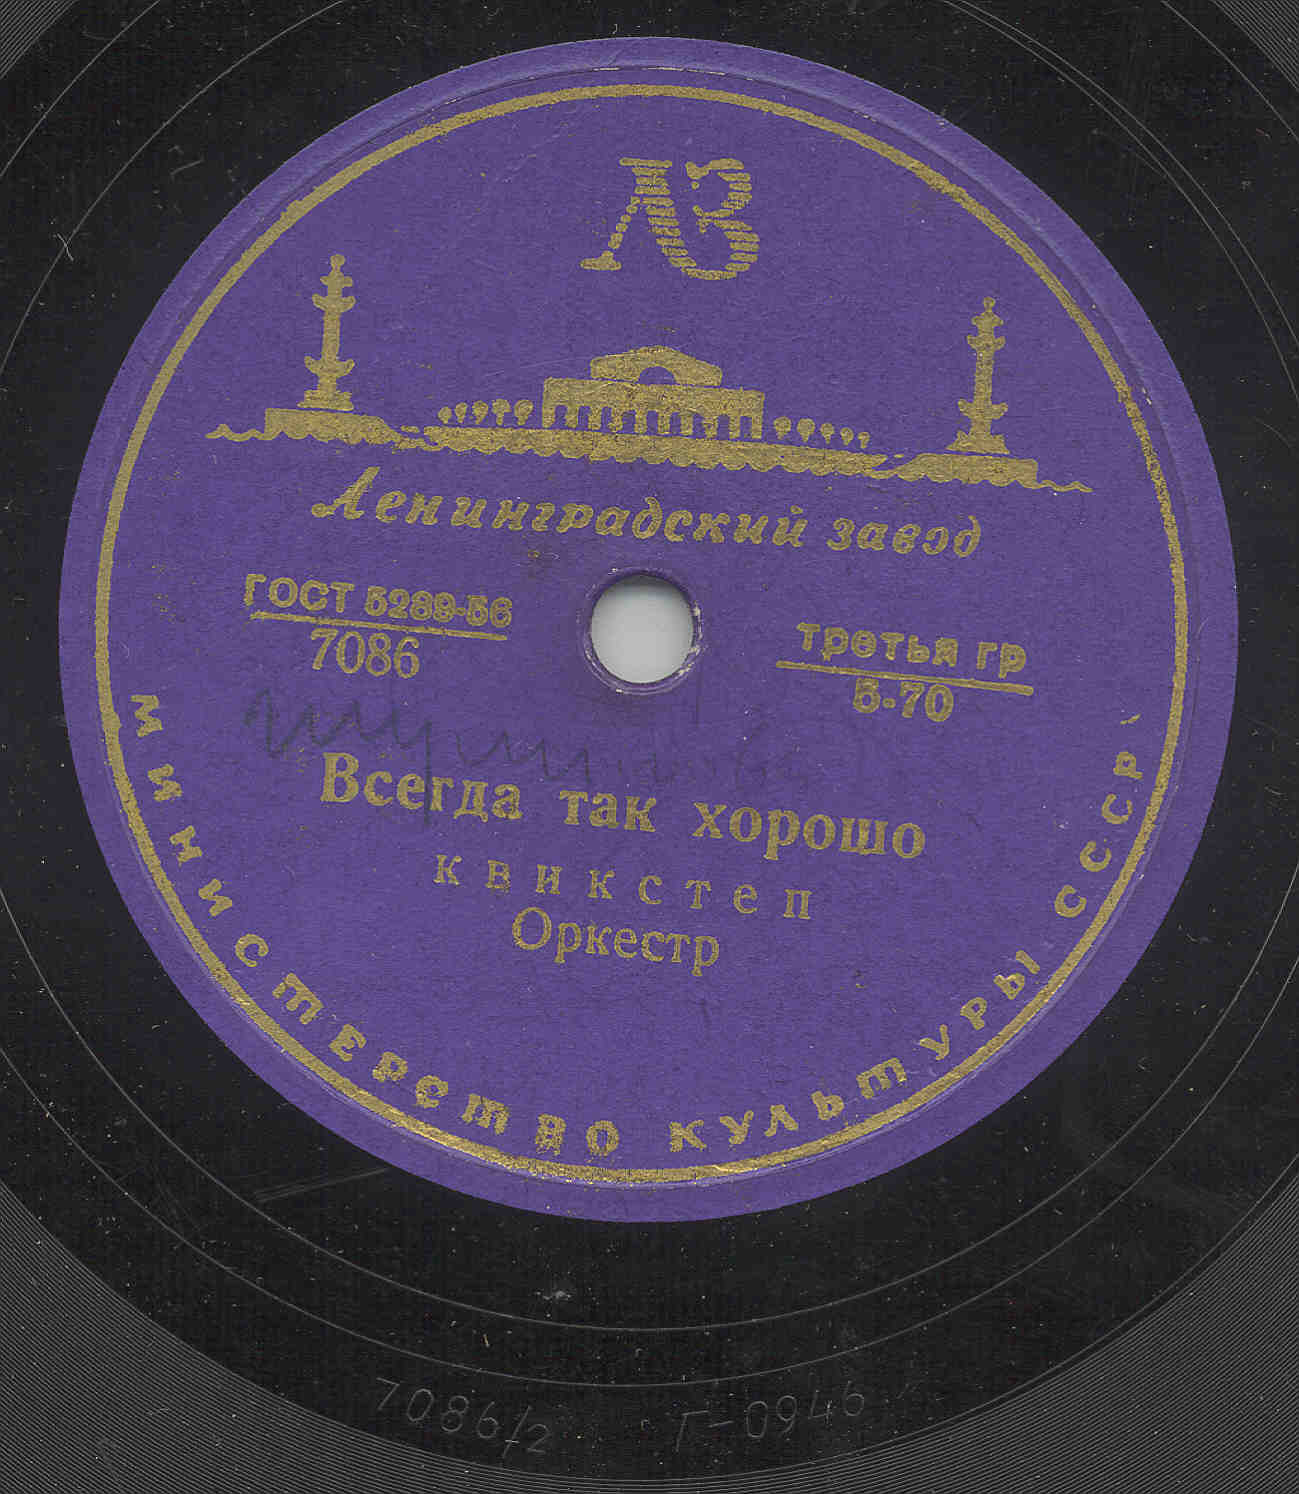 ЛЗ
Ленинградский завод
ГОСТ 5289-56
7086
третья гр
5-70
Всегда так хорошо
квикстеп
Оркестр
МИНИСТЕРСТВО КУЛЬТУРЫ СССР
7086/2 Г-0946